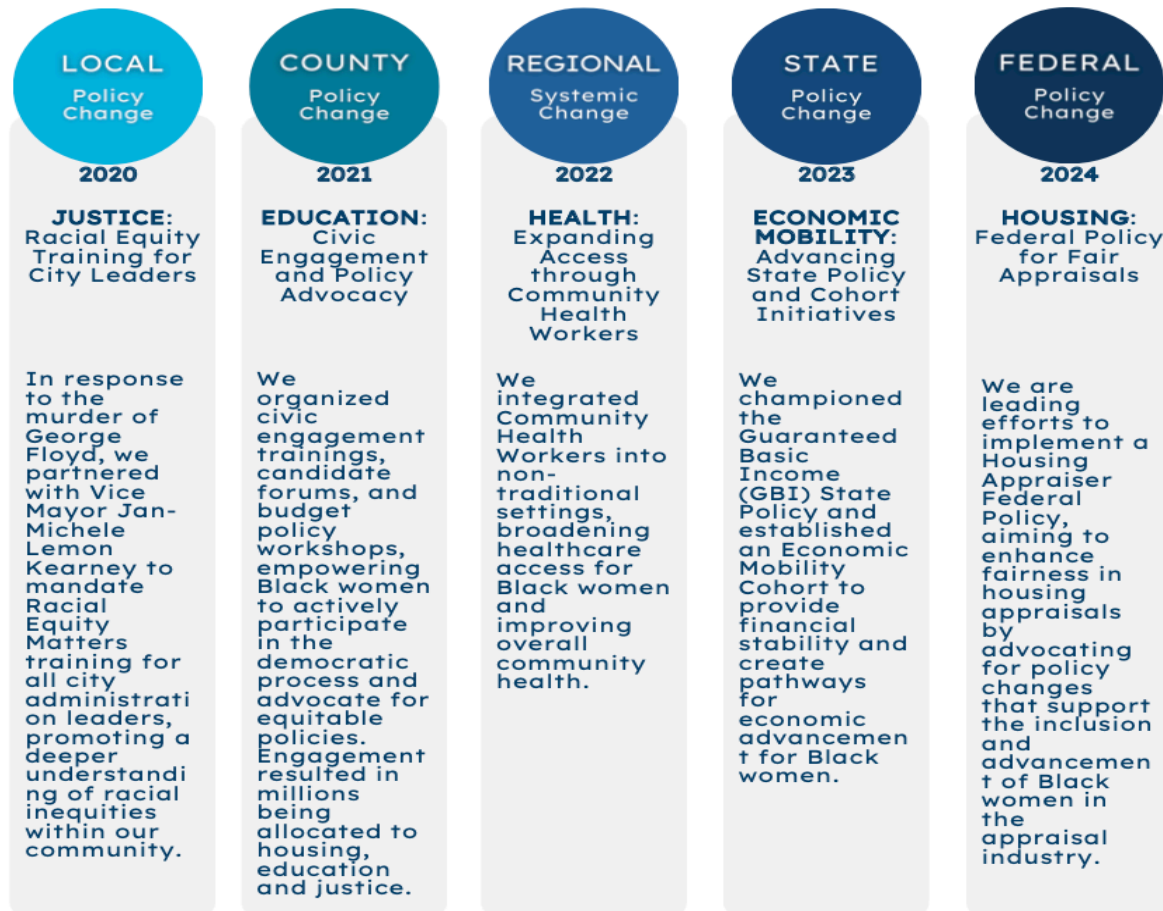 LOCAL
Policy
Change
2020
JUSTICE:
Racial Equity
Training for
City Leaders
In response
to the
murder of
George
Floyd, we
partnered
with Vice
Mayor Jan-
Michele
Lemon
Kearney to
mandate
Racial
Equity
Matters
training for
all city
administrati
on leaders,
promoting a
deeper
understandi
ng of racial
inequities
within our
community.
COUNTY
Policy
Change
2021
EDUCATION:
Civic
Engagement
and Policy
Advocacy
We
organized
civic
engagement
trainings,
candidate
forums, and
budget
policy
workshops,
empowering
Black women
to actively
participate
in the
democratic
process and
advocate for
equitable
policies.
Engagement
resulted in
millions
being
allocated to
housing,
education
and justice.
REGIONAL
Systemic
Change
2022
HEALTH:
Expanding
Access
through
Community
Health
Workers
We
integrated
Community
Health
Workers into
non-
traditional
settings,
broadening
healthcare
access for
Black women
and
improving
overall
community
health.
STATE
Policy
Change
2023
ECONOMIC
MOBILITY:
Advancing
State Policy
and Cohort
Initiatives
We
championed
the
Guaranteed
Basic
Income
(GBI) State
Policy and
established
an Economic
Mobility
Cohort to
provide
financial
stability and
create
pathways
for
economic
advancemen
t for Black
women.
FEDERAL
Policy
Change
2024
HOUSING:
Federal Policy
for Fair
Appraisals
We are
leading
efforts to
implement a
Housing
Appraiser
Federal
Policy,
aiming to
enhance
fairness in
housing
appraisals
by
advocating
for policy
changes
that support
the inclusion
and
advancemen
t of Black
women in
the
appraisal
industry.